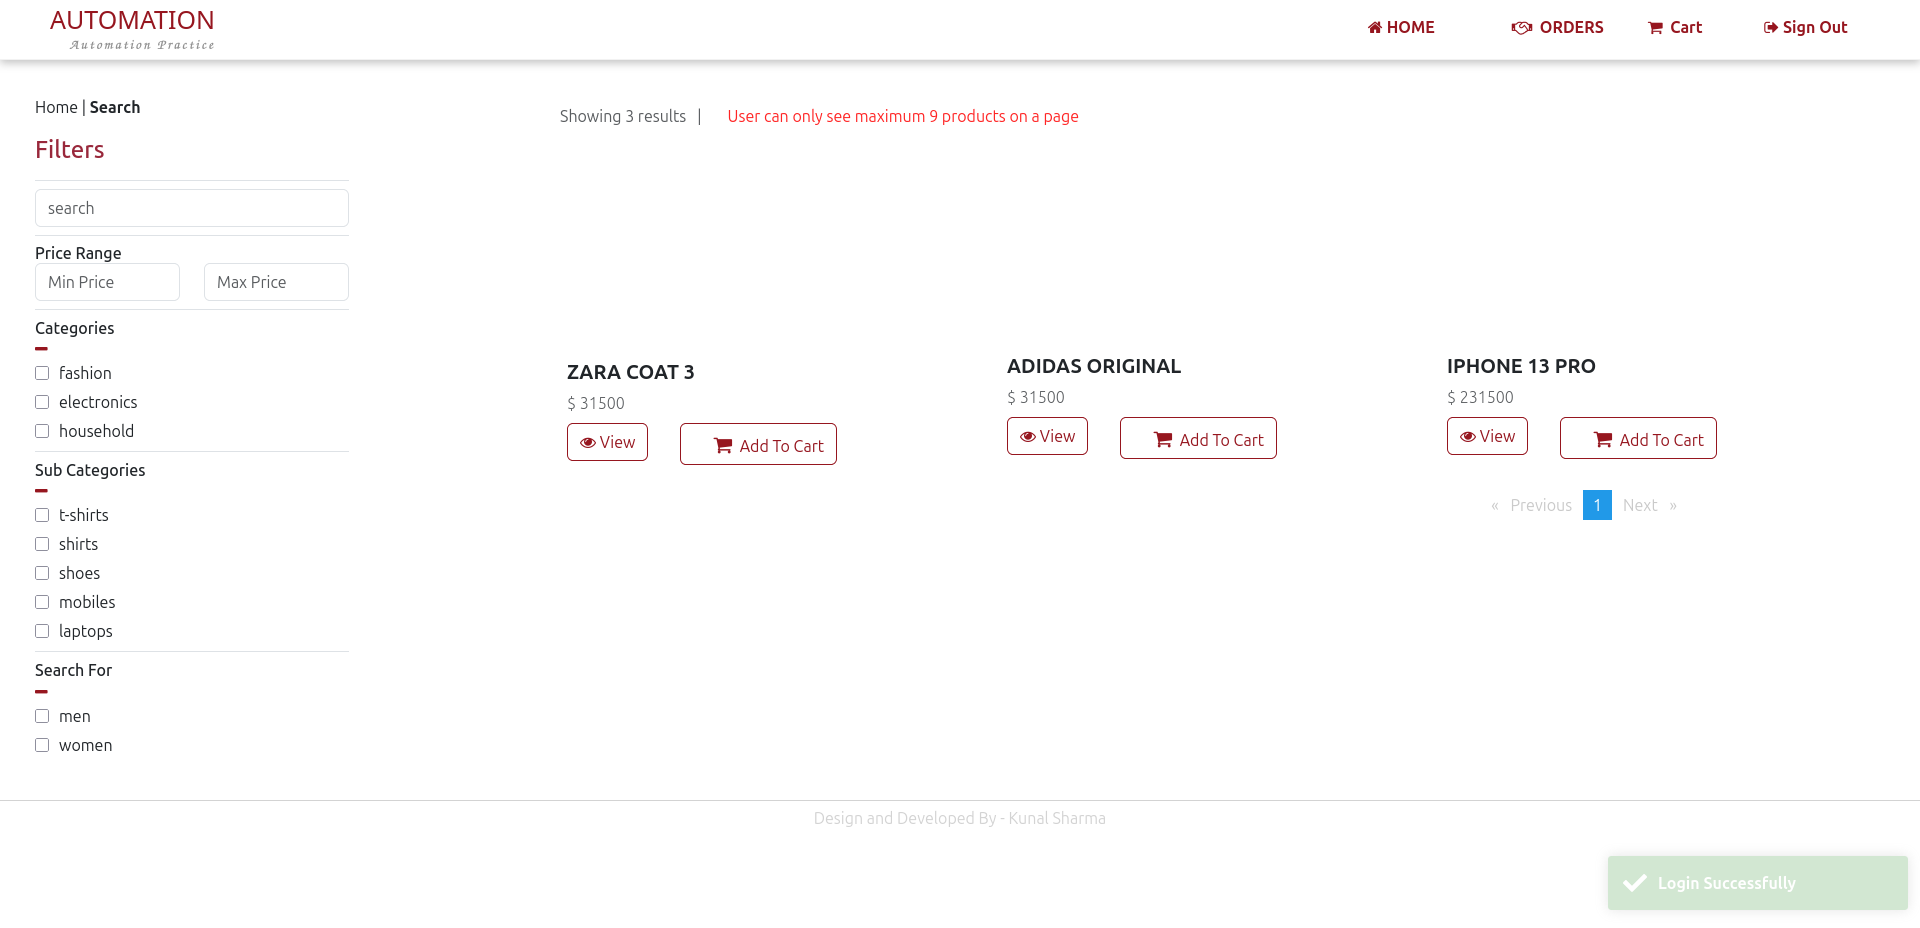 AUTOMATION
Automation Practice
HOME
ORDERS
Cart
Sign Out
Home | Search
Filters
search
Price Range
Min Price
Max Price
Categories
fashion
electronics
household
Sub Categories
t-shirts
shirts
shoes
mobiles
laptops
Search For
men
women
Showing 3 results |
User can only see maximum 9 products on a page
ZARA COAT 3
$ 31500
View
Add To Cart
ADIDAS ORIGINAL
$ 31500
View
Add To Cart
IPHONE 13 PRO
$ 231500
View
Add To Cart
« Previous 1 Next »
Design and Developed By - Kunal Sharma
Login Successfully